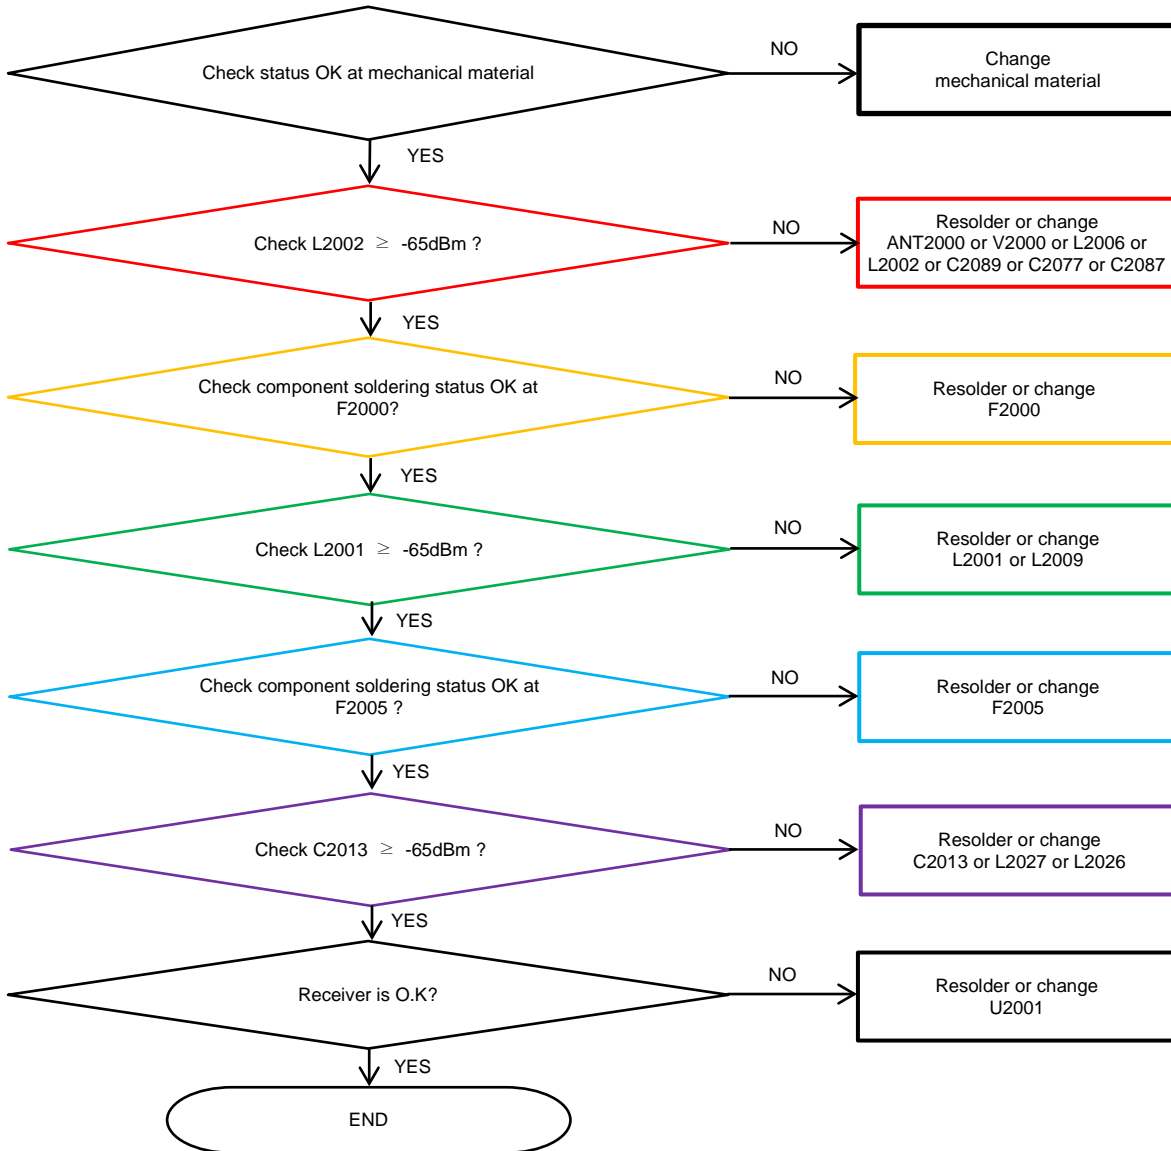 Check status OK at mechanical material
NO
Change
mechanical material
YES
Check L2002 ≥ -65dBm ?
NO
Resolder or change
ANT2000 or V2000 or L2006 or
L2002 or C2089 or C2077 or C2087
YES
Check component soldering status OK at
F2000?
NO
Resolder or change
F2000
YES
Check L2001 ≥ -65dBm ?
NO
Resolder or change
L2001 or L2009
YES
Check component soldering status OK at
F2005 ?
NO
Resolder or change
F2005
YES
Check C2013 ≥ -65dBm ?
NO
Resolder or change
C2013 or L2027 or L2026
YES
Receiver is O.K?
NO
Resolder or change
U2001
YES
END